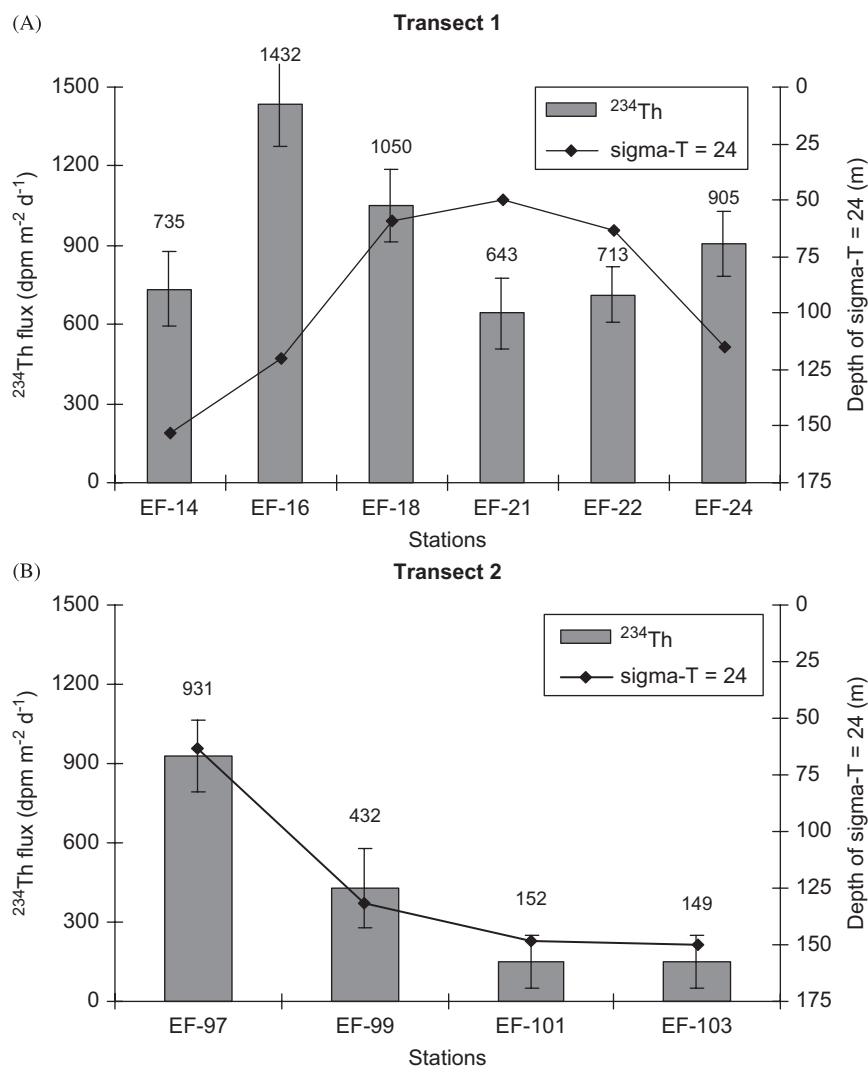 (A)
Transect 1
1500
1200
900
600
300
0
²³⁴Th flux (dpm m⁻² d⁻¹)
735
1432
1050
643
713
905
²³⁴Th
sigma-T = 24
0
25
50
75
100
125
150
175
Depth of sigma-T = 24 (m)
EF-14 EF-16 EF-18 EF-21 EF-22 EF-24
Stations
(B)
Transect 2
1500
1200
900
600
300
0
²³⁴Th flux (dpm m⁻² d⁻¹)
931
432
152
149
²³⁴Th
sigma-T = 24
0
25
50
75
100
125
150
175
Depth of sigma-T = 24 (m)
EF-97 EF-99 EF-101 EF-103
Stations